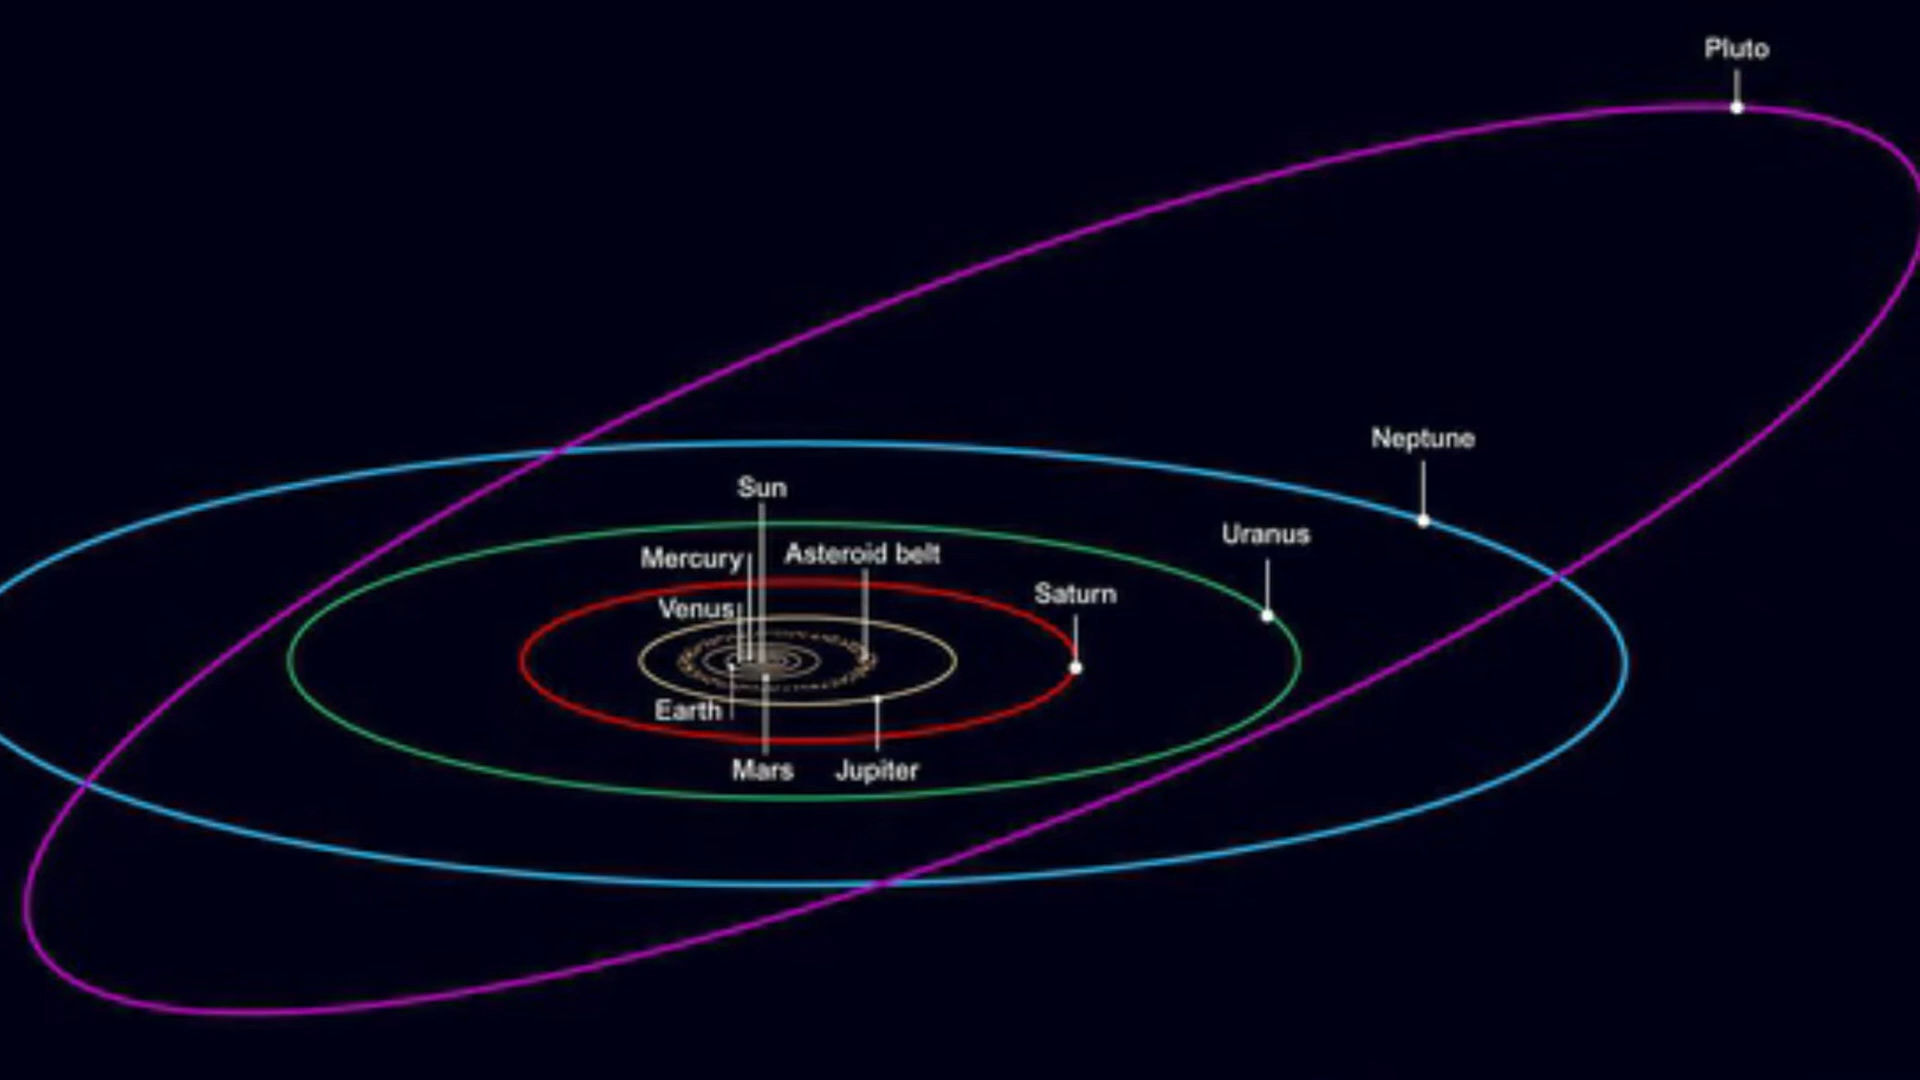 Pluto
Neptune
Sun
Uranus
Mercury
Asteroid belt
Saturn
Venus
Earth
Mars
Jupiter